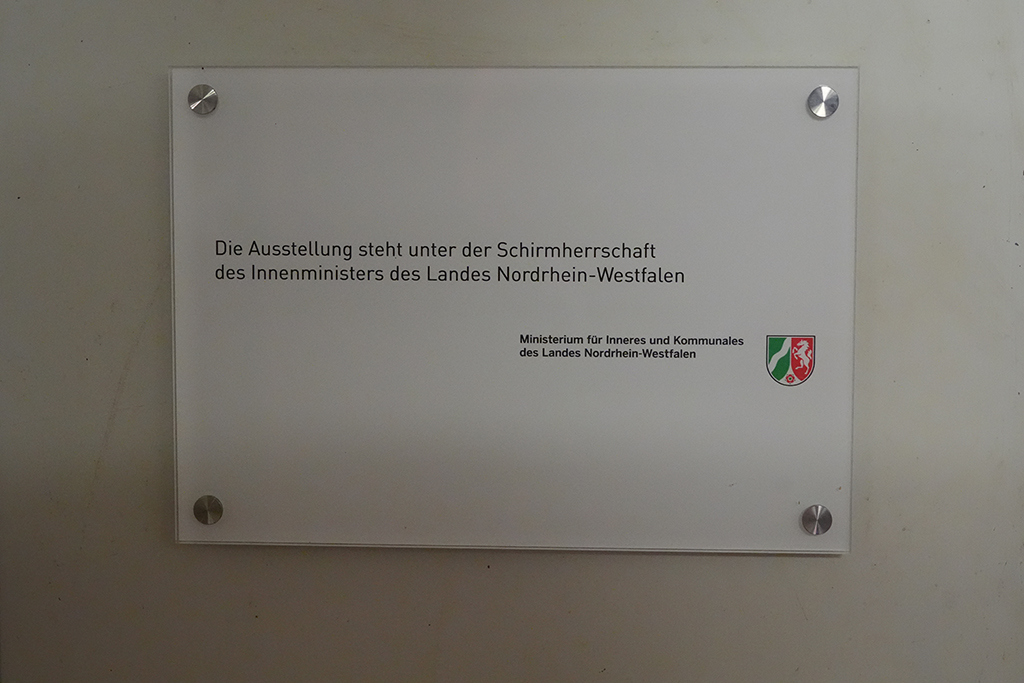 Die Ausstellung steht unter der Schirmherrschaft
des Innenministers des Landes Nordrhein-Westfalen
Ministerium für Inneres und Kommunales
des Landes Nordrhein-Westfalen